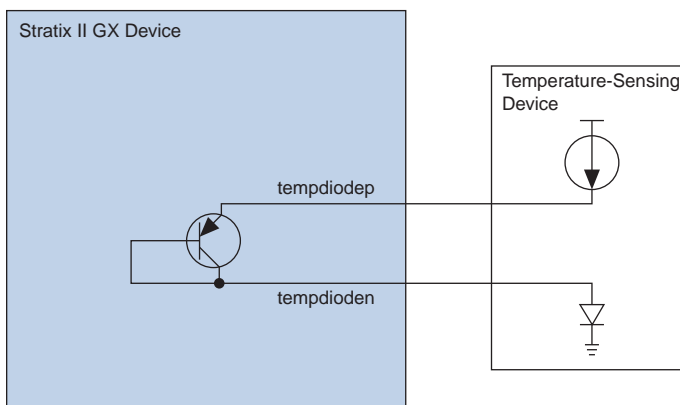 Stratix II GX Device
Temperature-Sensing
Device
tempdiodep
tempdioden